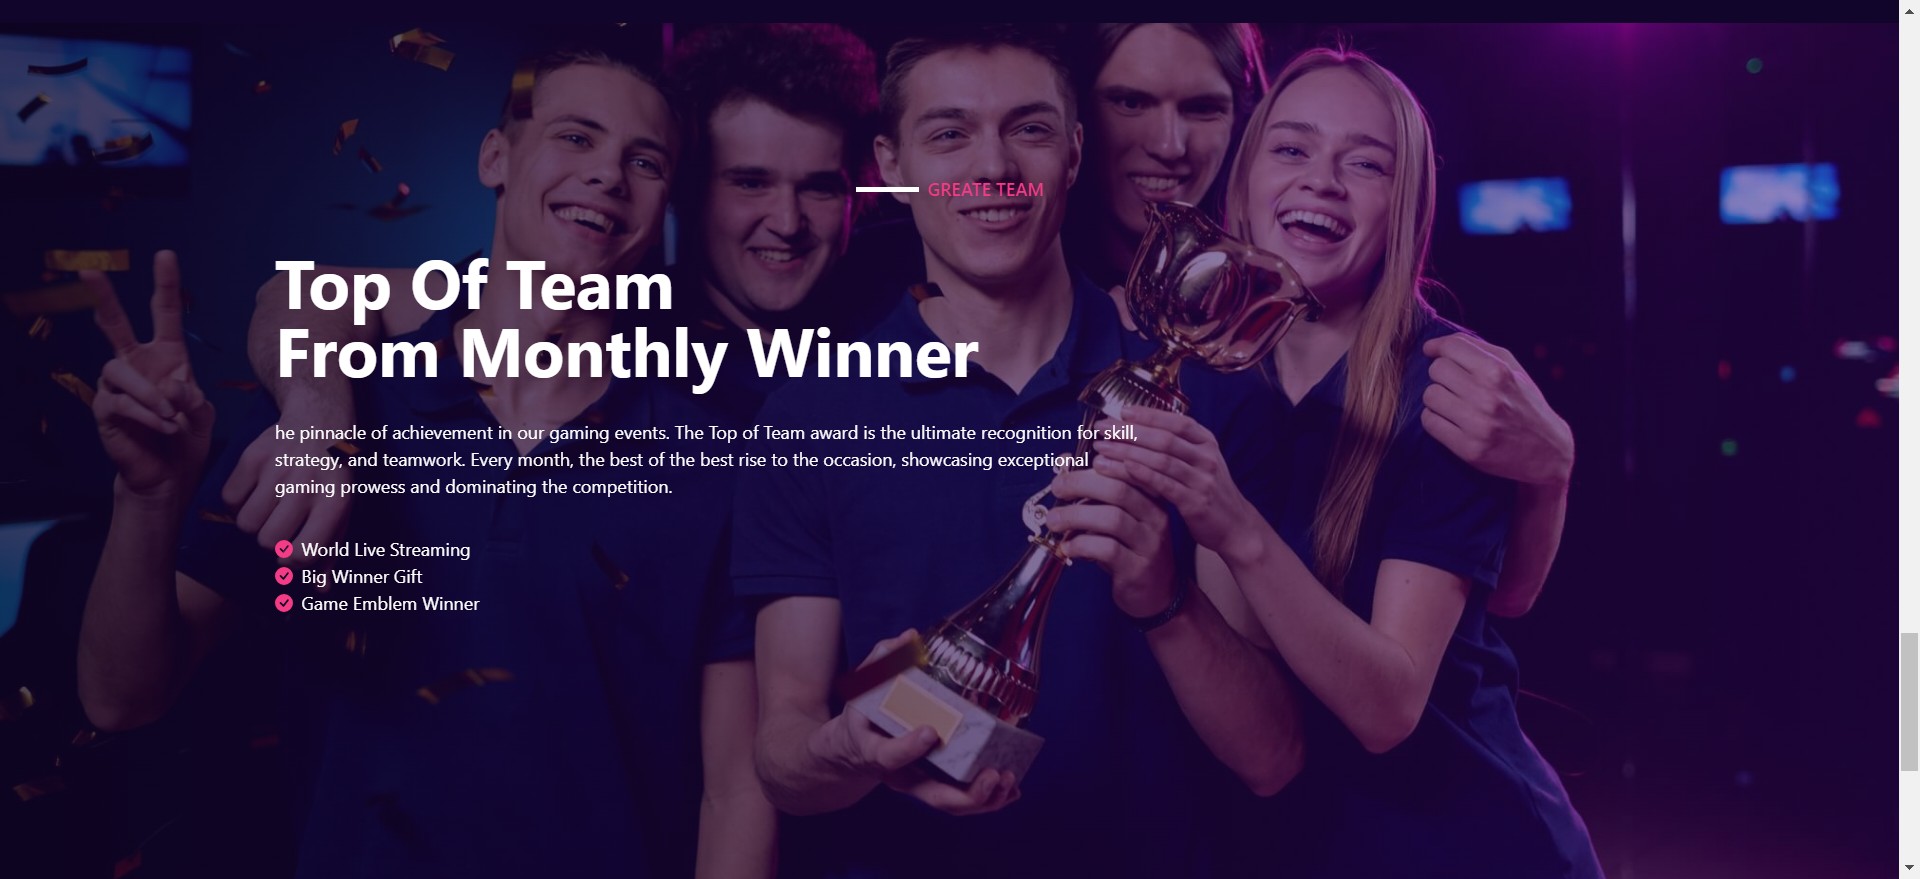 GREATE TEAM
Top Of Team
From Monthly Winner
he pinnacle of achievement in our gaming events. The Top of Team award is the ultimate recognition for skill,
strategy, and teamwork. Every month, the best of the best rise to the occasion, showcasing exceptional
gaming prowess and dominating the competition.
World Live Streaming
Big Winner Gift
Game Emblem Winner